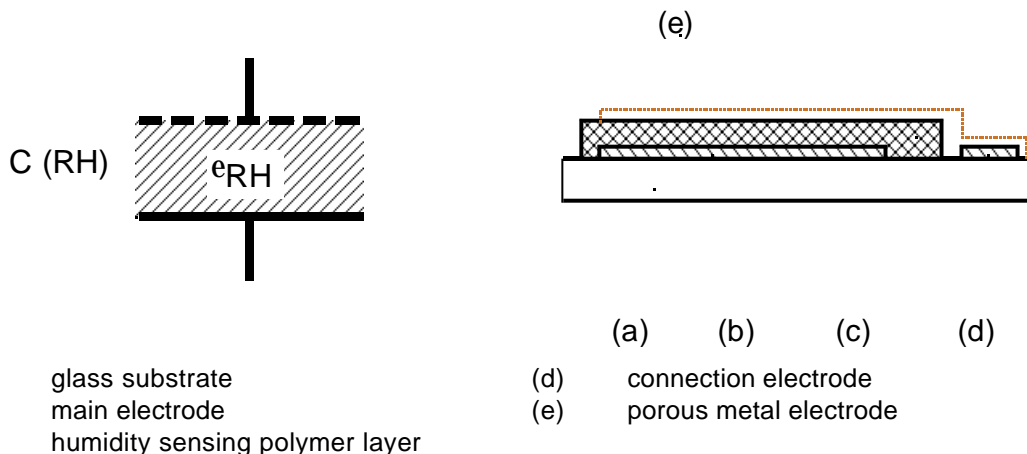 (e)
C (RH)
eRH
(a) (b) (c) (d)
glass substrate
main electrode
humidity sensing polymer layer
(d) connection electrode
(e) porous metal electrode